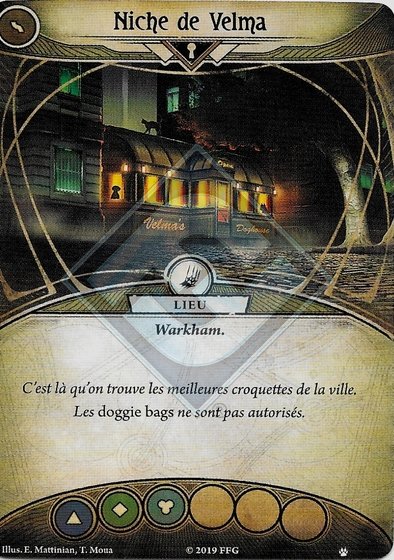 Niche de Velma
Velma's
Doghouse
LIEU
Warkham.
C'est là qu'on trouve les meilleures croquettes de la ville.
Les doggie bags ne sont pas autorisés.
Illus. E. Mattinian, T. Moua
© 2019 FFG